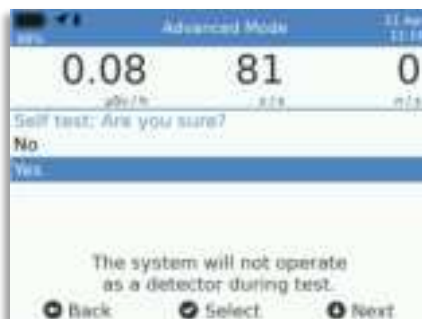 Advanced Mode
0.08 81 0
Self test: Are you sure?
No
Yes
The system will not operate
as a detector during test.
Back Select Next